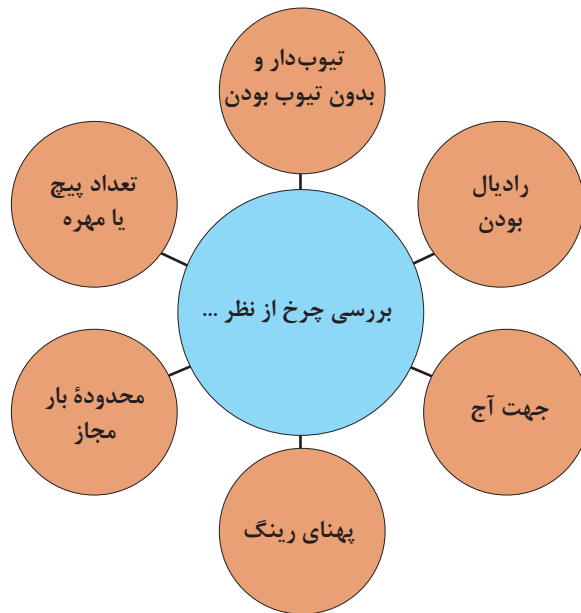 تیوب‌دار و
بدون تیوب بودن
رادیال
بودن
تعداد پیچ
یا مهره
بررسی چرخ از نظر ...
جهت آج
محدودهٔ بار
مجاز
پهنای رینگ